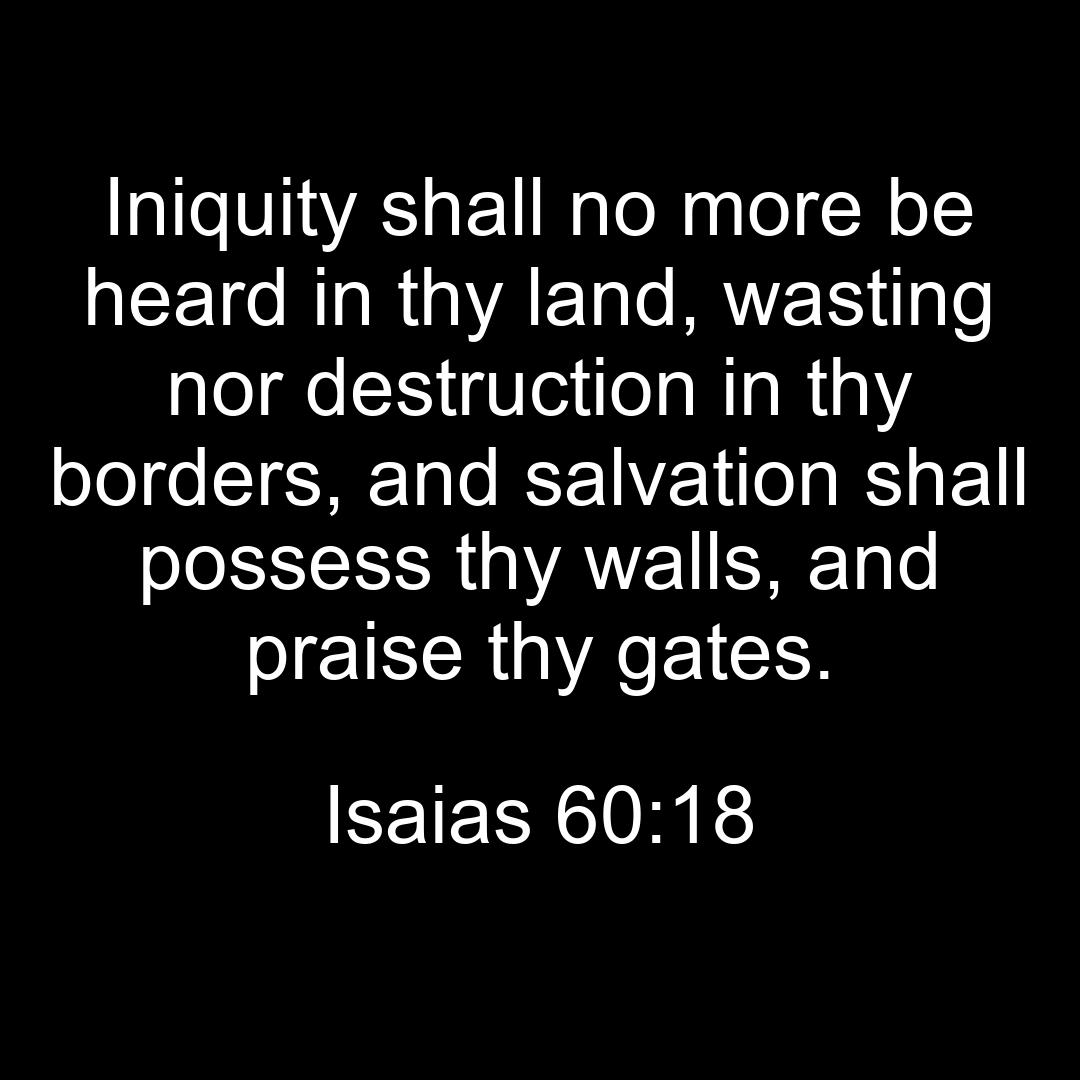 Iniquity shall no more be
heard in thy land, wasting
nor destruction in thy
borders, and salvation shall
possess thy walls, and
praise thy gates.
Isaias 60:18